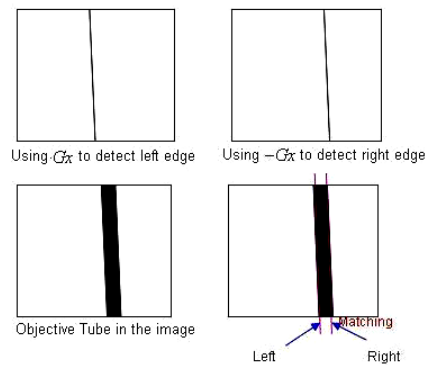 Using Gx to detect left edge
Using −Gx to detect right edge
Objective Tube in the image
Matching
Left
Right